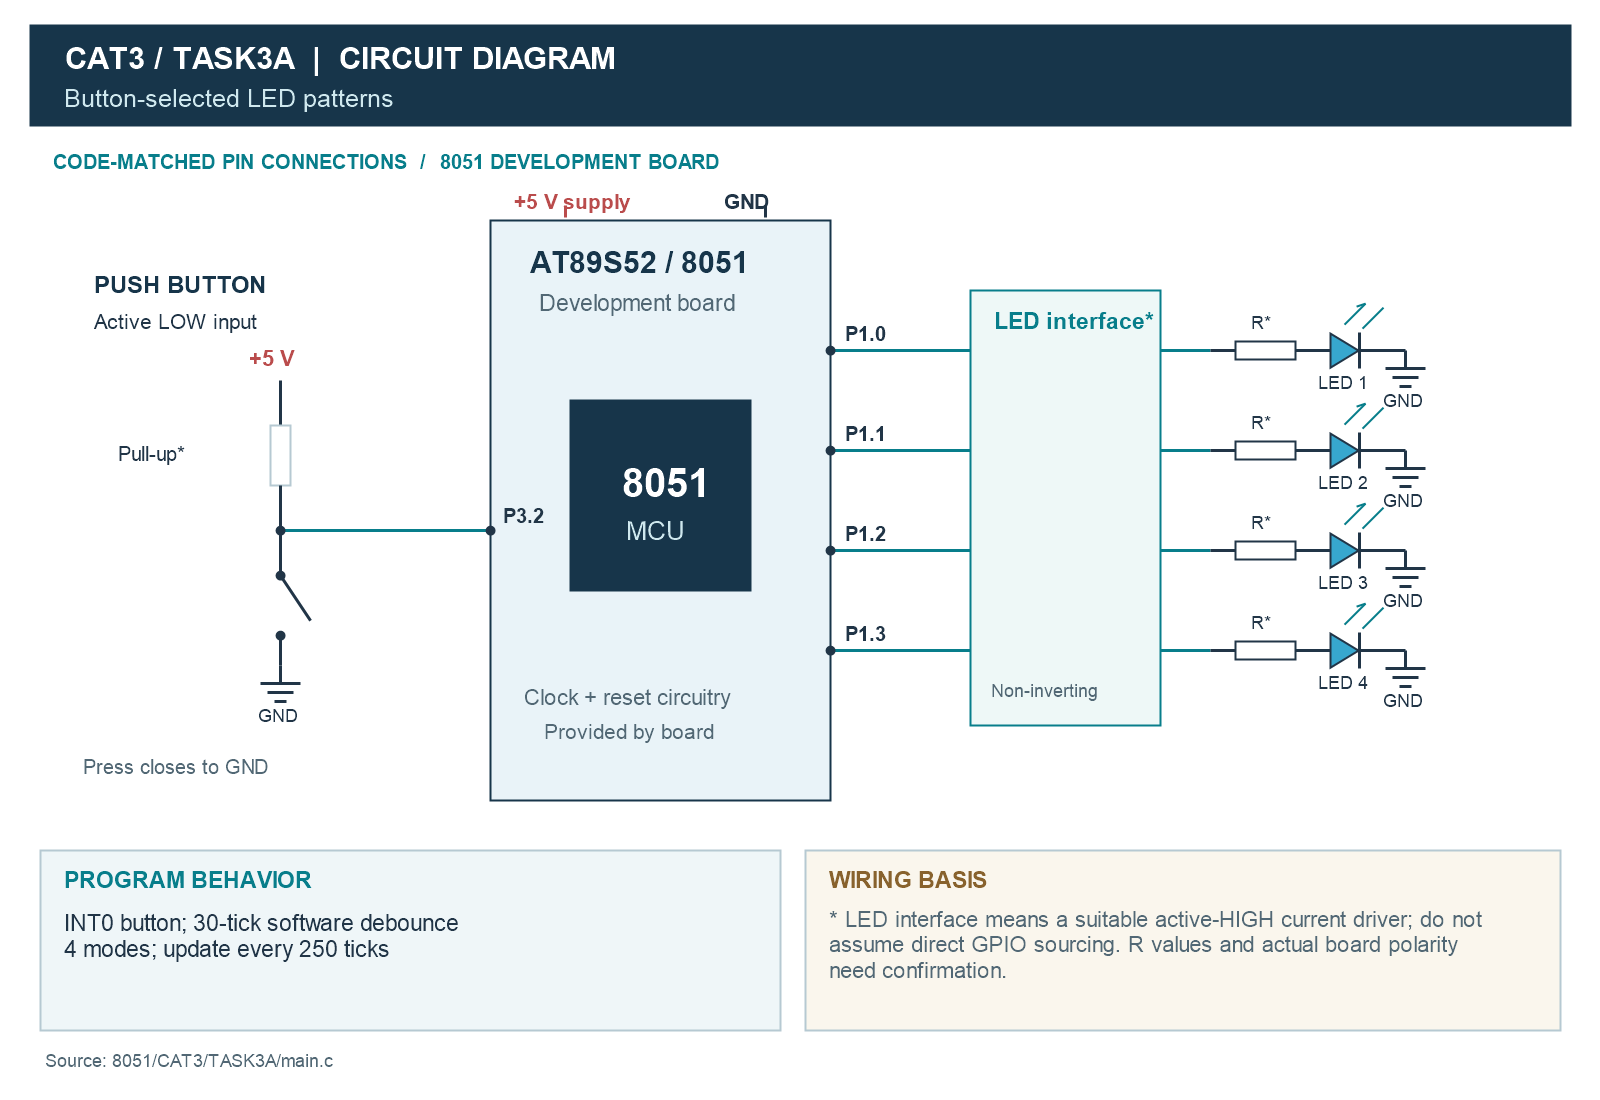 CAT3 / TASK3A | CIRCUIT DIAGRAM
Button-selected LED patterns
CODE-MATCHED PIN CONNECTIONS / 8051 DEVELOPMENT BOARD
+5 V supply
GND
AT89S52 / 8051
Development board
PUSH BUTTON
Active LOW input
+5 V
Pull-up*
P3.2
8051
MCU
GND
Press closes to GND
Clock + reset circuitry
Provided by board
P1.0
P1.1
P1.2
P1.3
LED interface*
Non-inverting
R*
LED 1
GND
R*
LED 2
GND
R*
LED 3
GND
R*
LED 4
GND
PROGRAM BEHAVIOR
INT0 button; 30-tick software debounce
4 modes; update every 250 ticks
WIRING BASIS
* LED interface means a suitable active-HIGH current driver; do not
assume direct GPIO sourcing. R values and actual board polarity
need confirmation.
Source: 8051/CAT3/TASK3A/main.c